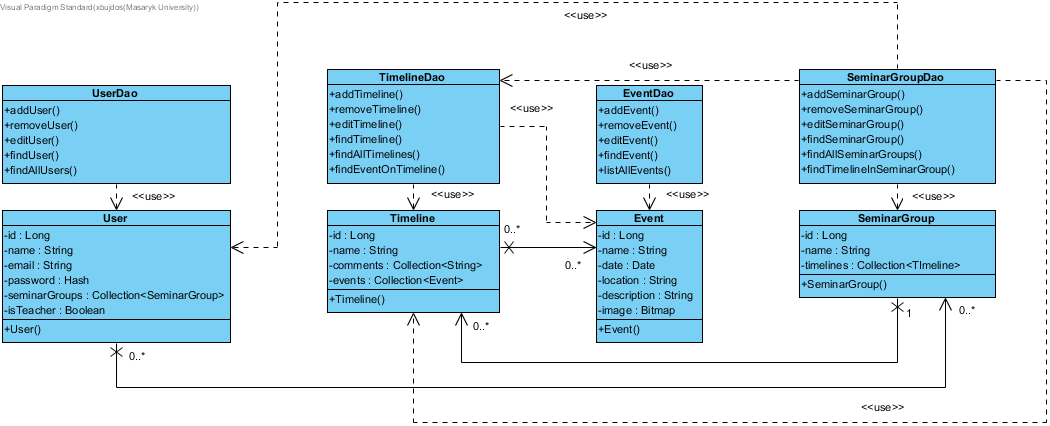 Visual Paradigm Standard(xbujdos(Masaryk University))
<<use>>
<<use>>
<<use>>
UserDao
+addUser()
+removeUser()
+editUser()
+findUser()
+findAllUsers()
TimelineDao
+addTimeline()
+removeTimeline()
+editTimeline()
+findTimeline()
+findAllTimelines()
+findEventOnTimeline()
EventDao
+addEvent()
+removeEvent()
+editEvent()
+findEvent()
+listAllEvents()
SeminarGroupDao
+addSeminarGroup()
+removeSeminarGroup()
+editSeminarGroup()
+findSeminarGroup()
+findAllSeminarGroups()
+findTimelineInSeminarGroup()
<<use>>
<<use>>
<<use>>
<<use>>
User
-id : Long
-name : String
-email : String
-password : Hash
-seminarGroups : Collection<SeminarGroup>
-isTeacher : Boolean
+User()
Timeline
-id : Long
-name : String
-comments : Collection<String>
-events : Collection<Event>
+Timeline()
0..*
0..*
Event
-id : Long
-name : String
-date : Date
-location : String
-description : String
-image : Bitmap
+Event()
SeminarGroup
-id : Long
-name : String
-timelines : Collection<TImeline>
+SeminarGroup()
1
0..*
0..*
0..*
<<use>>